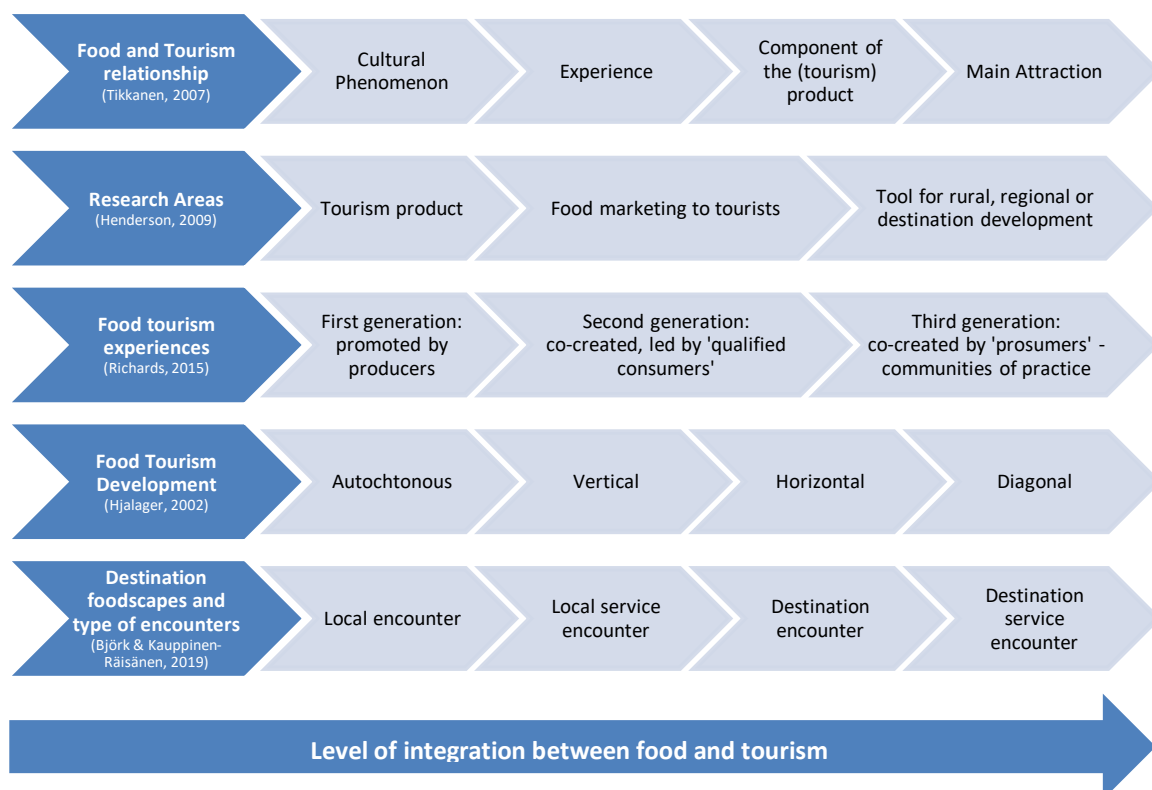 Food and Tourism
relationship
(Tikkanen, 2007)
Cultural
Phenomenon
Experience
Component of
the (tourism)
product
Main Attraction
Research Areas
(Henderson, 2009)
Tourism product
Food marketing to tourists
Tool for rural, regional or
destination development
Food tourism
experiences
(Richards, 2015)
First generation:
promoted by
producers
Second generation:
co-created, led by 'qualified
consumers'
Third generation:
co-created by 'prosumers' -
communities of practice
Food Tourism
Development
(Hjalager, 2002)
Autochtonous
Vertical
Horizontal
Diagonal
Destination
foodscapes and
type of encounters
(Björk & Kauppinen-
Räisänen, 2019)
Local encounter
Local service
encounter
Destination
encounter
Destination
service
encounter
Level of integration between food and tourism